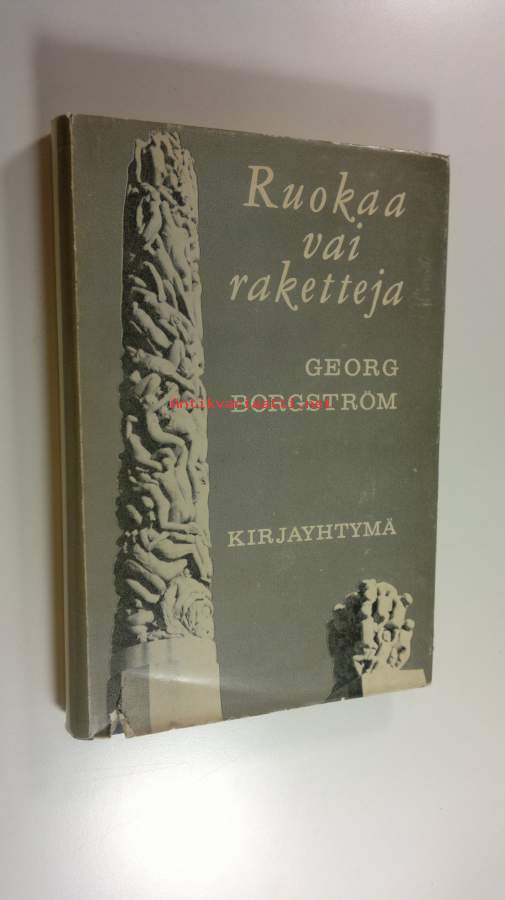 Ruokaa
vai
raketteja
GEORG
BORGSTRÖM
Antikvariaatti.net
KIRJAYHTYMÄ